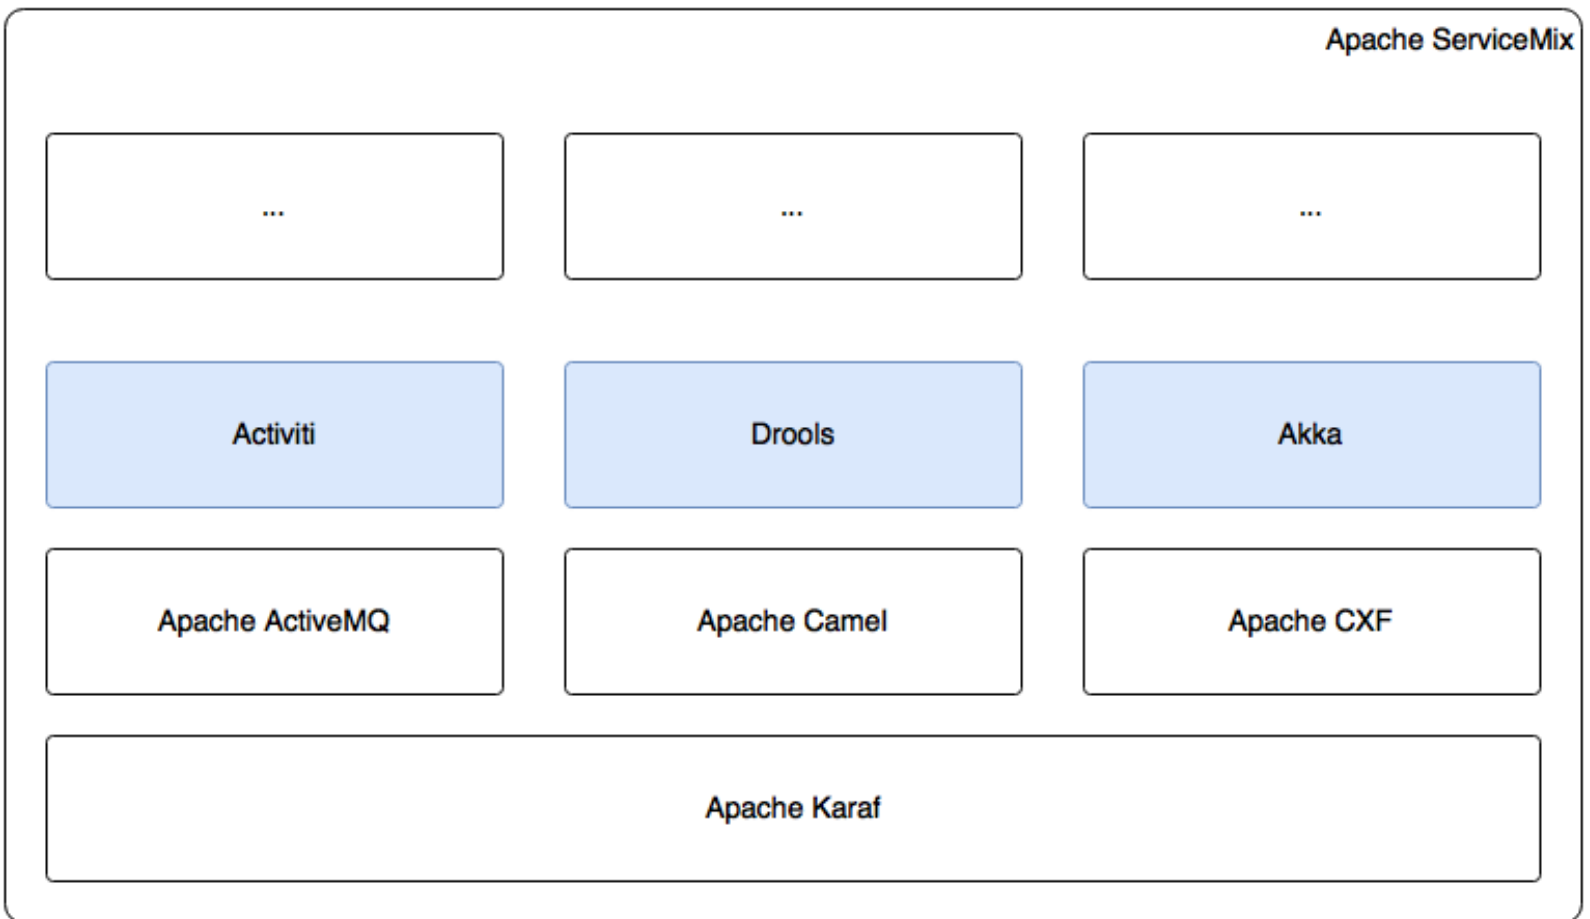 Apache ServiceMix
...
...
...
Activiti
Drools
Akka
Apache ActiveMQ
Apache Camel
Apache CXF
Apache Karaf